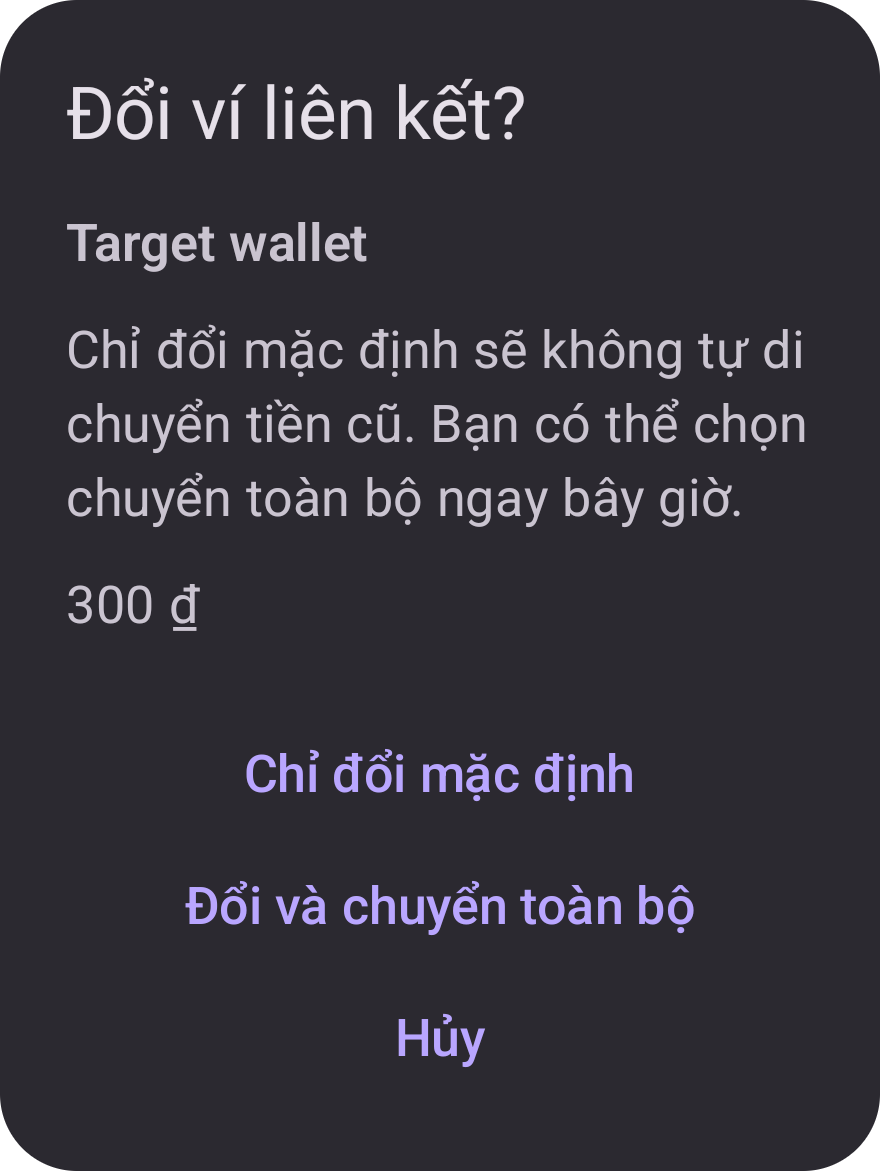 Đổi ví liên kết?
Target wallet
Chỉ đổi mặc định sẽ không tự di
chuyển tiền cũ. Bạn có thể chọn
chuyển toàn bộ ngay bây giờ.
300 ₫
Chỉ đổi mặc định
Đổi và chuyển toàn bộ
Hủy